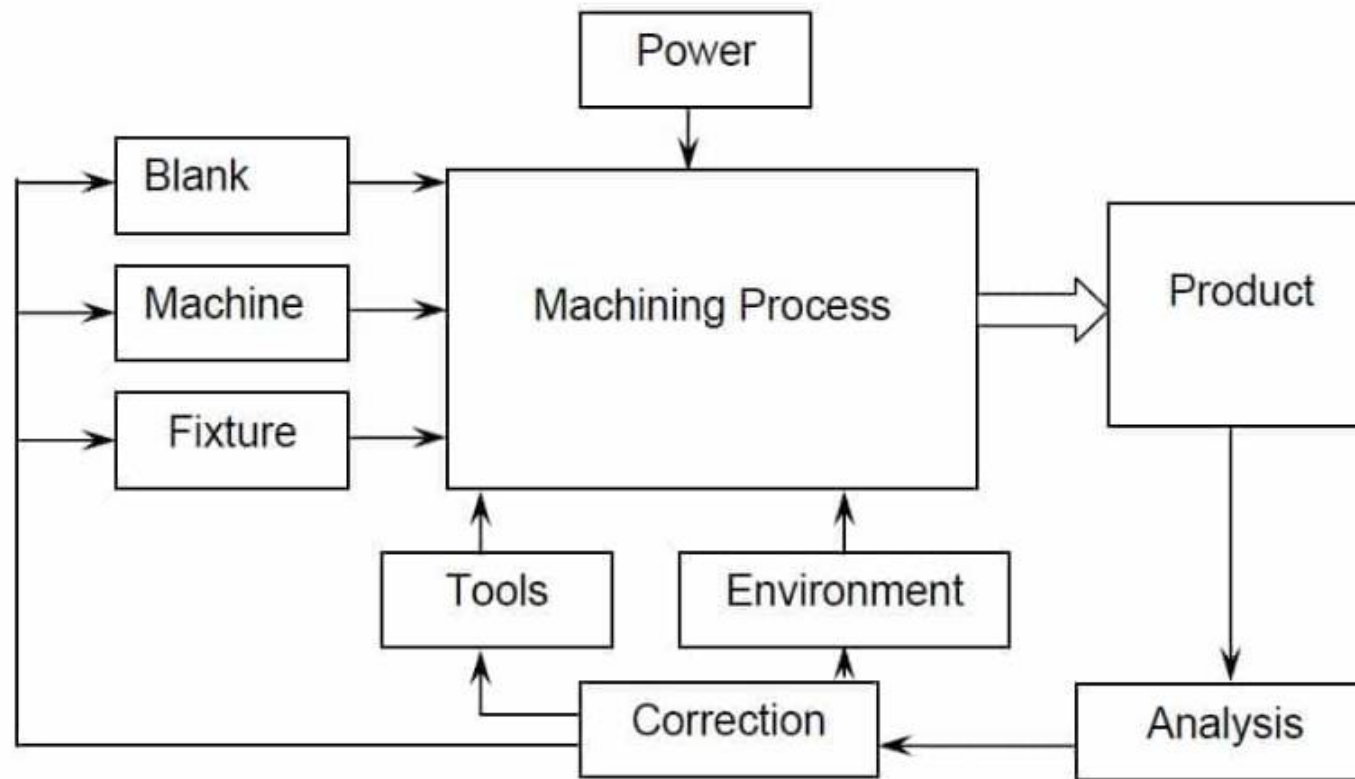 Power
Blank
Machine
Machining Process
Product
Fixture
Tools
Environment
Correction
Analysis